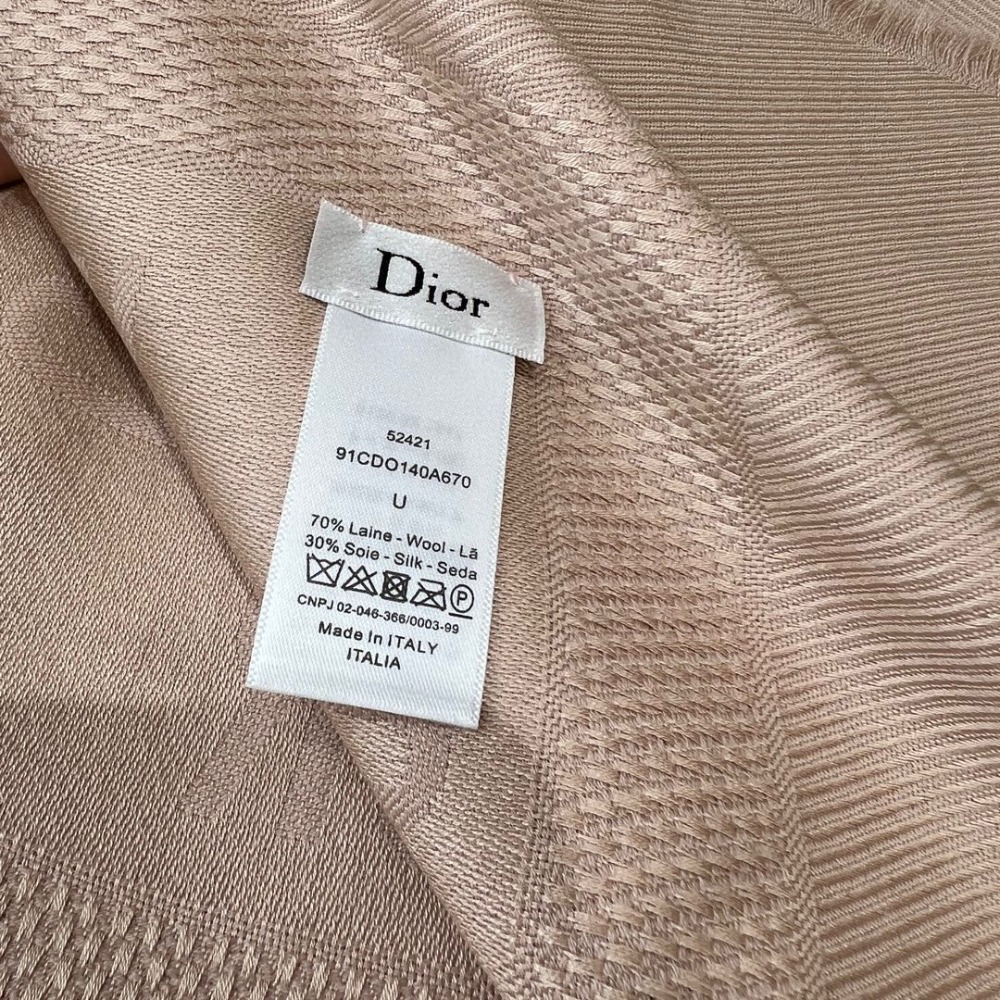 Dior
52421
91CDO140A670
U
70% Laine - Wool - Lã
30% Soie - Silk - Seda
P
CNPJ 02-046-366/0003-99
Made In ITALY
ITALIA